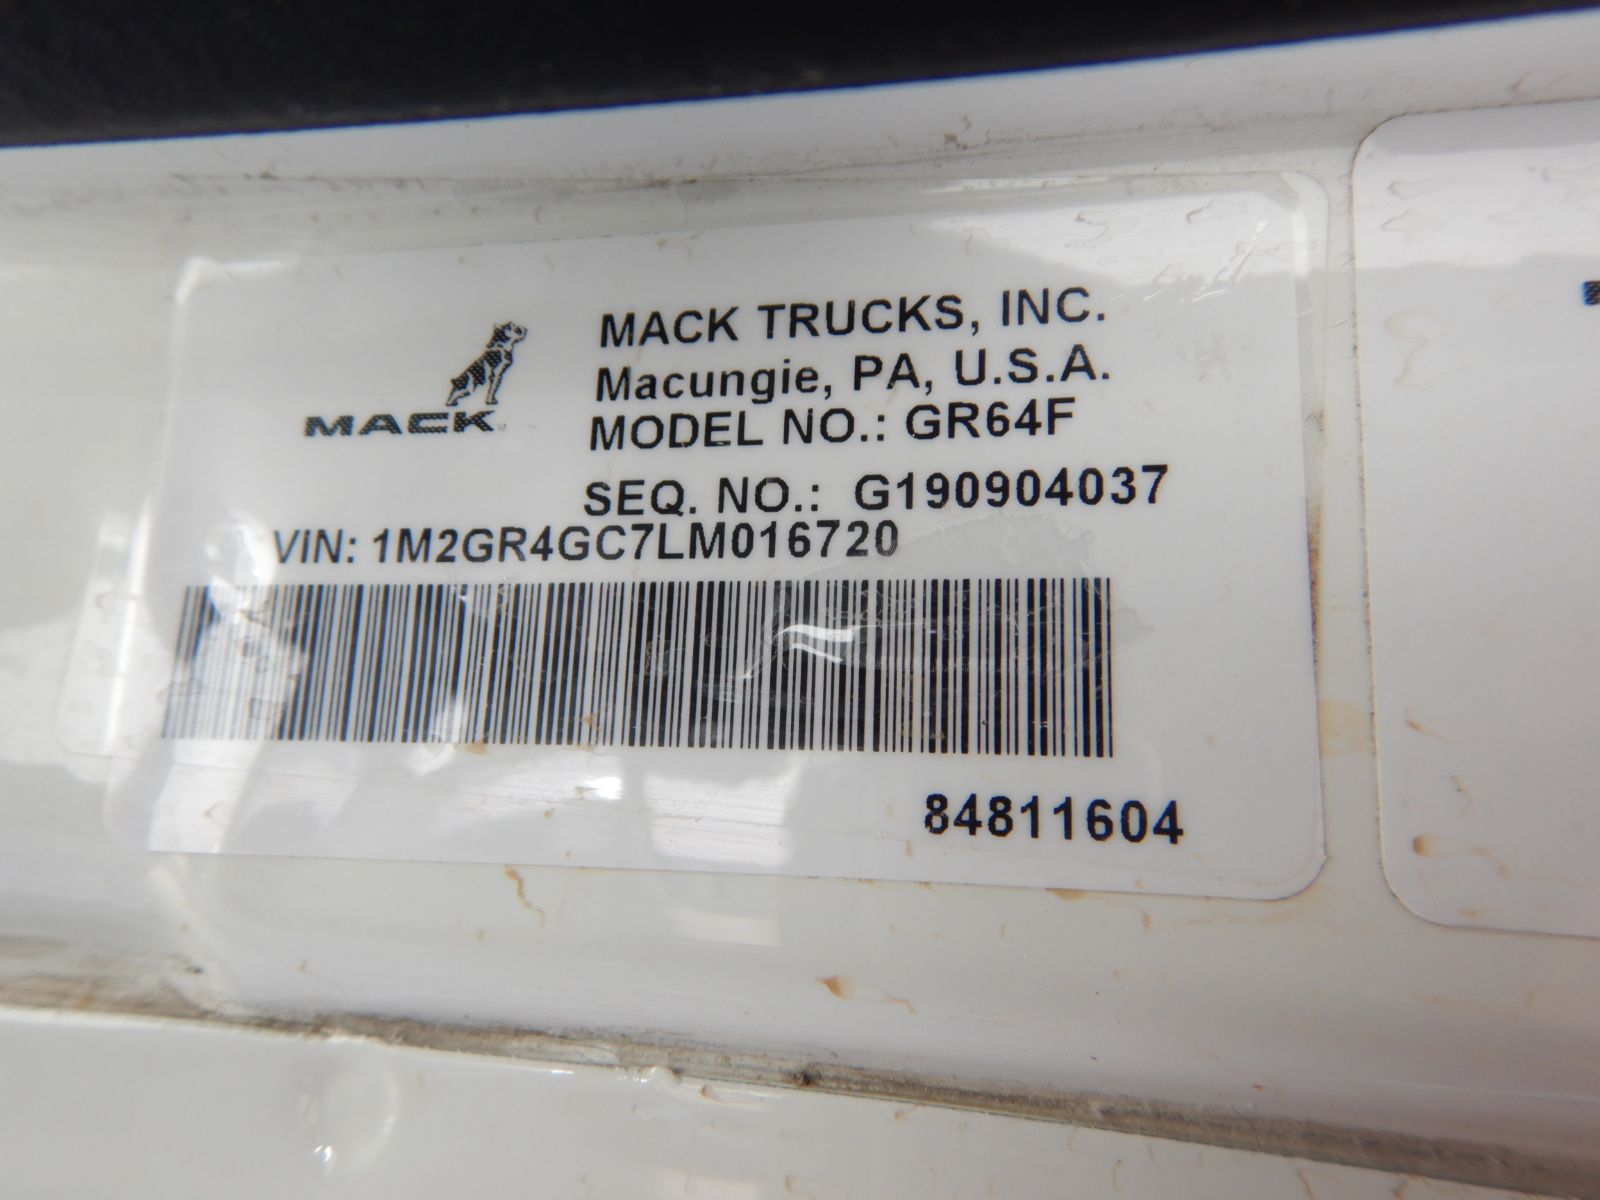 MACK
MACK TRUCKS, INC.
Macungie, PA, U.S.A.
MODEL NO.: GR64F
SEQ. NO.: G190904037
VIN: 1M2GR4GC7LM016720
84811604